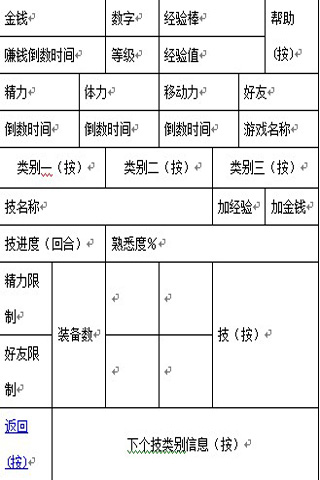 金钱 数字 经验棒 帮助
(按)
赚钱倒数时间 等级 经验值
精力 体力 移动力 好友
倒数时间 倒数时间 倒数时间 游戏名称
类别一（按） 类别二（按） 类别三（按）
技名称 加经验 加金钱
技进度（回合） 熟悉度%
精力限
制
装备数 技（按）
好友限
制
返回
(按)
下个技类别信息（按）